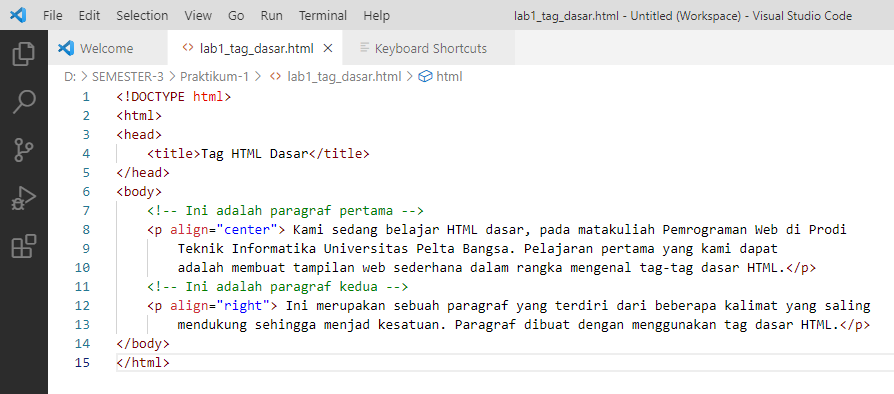 File Edit Selection View Go Run Terminal Help lab1_tag_dasar.html - Untitled (Workspace) - Visual Studio Code
Welcome lab1_tag_dasar.html Keyboard Shortcuts
D: > SEMESTER-3 > Praktikum-1 > <> lab1_tag_dasar.html > html
1 <!DOCTYPE html>
2 <html>
3 <head>
4 <title>Tag HTML Dasar</title>
5 </head>
6 <body>
7 <!-- Ini adalah paragraf pertama -->
8 <p align="center"> Kami sedang belajar HTML dasar, pada matakuliah Pemrograman Web di Prodi
9 Teknik Informatika Universitas Pelta Bangsa. Pelajaran pertama yang kami dapat
10 adalah membuat tampilan web sederhana dalam rangka mengenal tag-tag dasar HTML.</p>
11 <!-- Ini adalah paragraf kedua -->
12 <p align="right"> Ini merupakan sebuah paragraf yang terdiri dari beberapa kalimat yang saling
13 mendukung sehingga menjad kesatuan. Paragraf dibuat dengan menggunakan tag dasar HTML.</p>
14 </body>
15 </html>